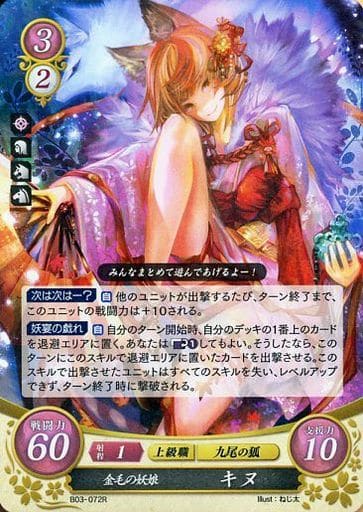 3
2
みんなまとめて遊んであげるよー！
次は次はー？ 自 他のユニットが出撃するたび、ターン終了まで、
このユニットの戦闘力は＋10される。
妖宴の戯れ 自 自分のターン開始時、自分のデッキの1番上のカード
を退避エリアに置く。あなたは 1してもよい。そうしたなら、この
ターンにこのスキルで退避エリアに置いたカードを出撃させる。この
スキルで出撃させたユニットはすべてのスキルを失い、レベルアップ
できず、ターン終了時に撃破される。
戦闘力
60
射程 1
上級職
九尾の狐
支援力
10
金毛の妖娘
キヌ
B03-072R
Illust：ねじ太